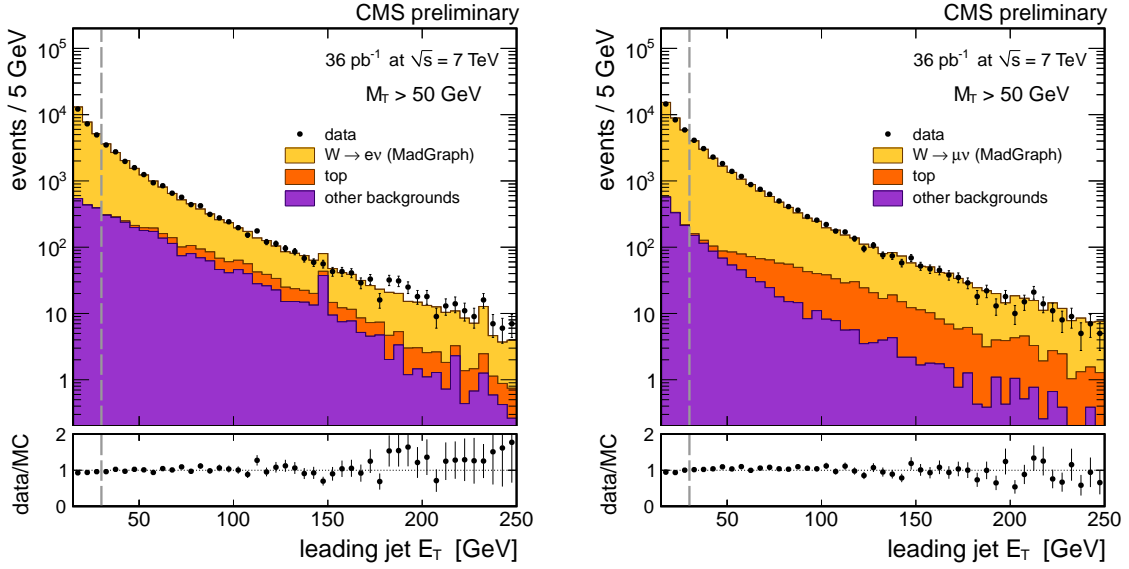 CMS preliminary
events / 5 GeV
10^5
10^4
10^3
10^2
10
1
36 pb^-1 at √s = 7 TeV
M_T > 50 GeV
data
W → eν (MadGraph)
top
other backgrounds
data/MC
2
1
0
50 100 150 200 250
leading jet E_T [GeV]
CMS preliminary
events / 5 GeV
10^5
10^4
10^3
10^2
10
1
36 pb^-1 at √s = 7 TeV
M_T > 50 GeV
data
W → μν (MadGraph)
top
other backgrounds
data/MC
2
1
0
50 100 150 200 250
leading jet E_T [GeV]